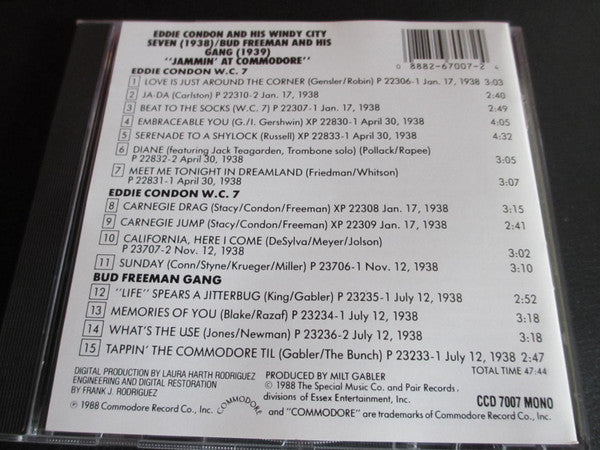 EDDIE CONDON AND HIS WINDY CITY
SEVEN (1938)/BUD FREEMAN AND HIS
GANG (1939)
"JAMMIN' AT COMMODORE"
0 8882-67007-2 4
EDDIE CONDON W.C. 7
1 LOVE IS JUST AROUND THE CORNER (Gensler/Robin) P 22306-1 Jan. 17, 1938 3:03
2 JA-DA (Carlston) P 22310-2 Jan. 17, 1938 2:40
3 BEAT TO THE SOCKS (W.C. 7) P 22307-1 Jan. 17, 1938 2:49
4 EMBRACEABLE YOU (G./I. Gershwin) XP 22830-1 April 30, 1938 4:05
5 SERENADE TO A SHYLOCK (Russell) XP 22833-1 April 30, 1938 4:32
6 DIANE (featuring Jack Teagarden, Trombone solo) (Pollack/Rapee)
P 22832-2 April 30, 1938 3:05
7 MEET ME TONIGHT IN DREAMLAND (Friedman/Whitson)
P 22831-1 April 30, 1938 3:07
EDDIE CONDON W.C. 7
8 CARNEGIE DRAG (Stacy/Condon/Freeman) XP 22308 Jan. 17, 1938 3:15
9 CARNEGIE JUMP (Stacy/Condon/Freeman) XP 22309 Jan. 17, 1938 2:41
10 CALIFORNIA, HERE I COME (DeSylva/Meyer/Jolson)
P 23707-2 Nov. 12, 1938 3:02
11 SUNDAY (Conn/Styne/Krueger/Miller) P 23706-1 Nov. 12, 1938 3:10
BUD FREEMAN GANG
12 "LIFE" SPEARS A JITTERBUG (King/Gabler) P 23235-1 July 12, 1938 2:52
13 MEMORIES OF YOU (Blake/Razaf) P 23234-1 July 12, 1938 3:18
14 WHAT'S THE USE (Jones/Newman) P 23236-2 July 12, 1938 3:18
15 TAPPIN' THE COMMODORE TIL (Gabler/The Bunch) P 23233-1 July 12, 1938 2:47
TOTAL TIME 47:44
DIGITAL PRODUCTION BY LAURA HARTH RODRIGUEZ
ENGINEERING AND DIGITAL RESTORATION
BY FRANK J. RODRIGUEZ
℗ 1988 Commodore Record Co., Inc.
COMMODORE
PRODUCED BY MILT GABLER
© 1988 The Special Music Co. and Pair Records,
divisions of Essex Entertainment, Inc.
and "COMMODORE" are trademarks of Commodore Record Co., Inc.
CCD 7007 MONO